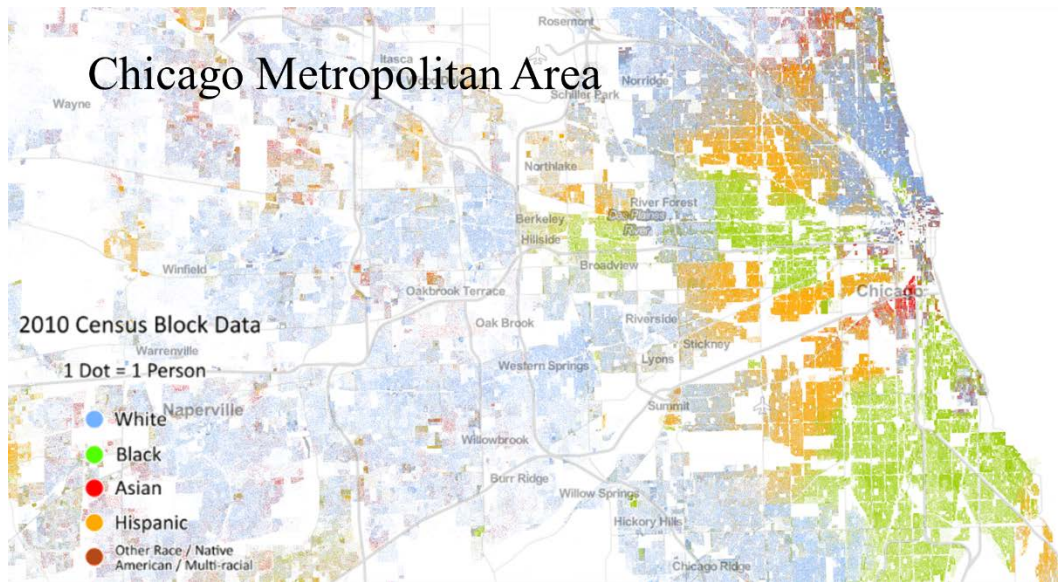 Rosemont
Chicago Metropolitan Area
Itasca
Norridge
Schiller Park
Wayne
Northlake
River Forest
Berkeley
Des Plaines
River
Hillside
Broadview
Winfield
Oakbrook Terrace
Chicago
2010 Census Block Data
Oak Brook
Riverside
Stickney
Warrenville
Lyons
Western Springs
1 Dot = 1 Person
Naperville
Summit
White
Willowbrook
Black
Burr Ridge
Asian
Willow Springs
Hispanic
Hickory Hills
Other Race / Native
American / Multi-racial
Chicago Ridge